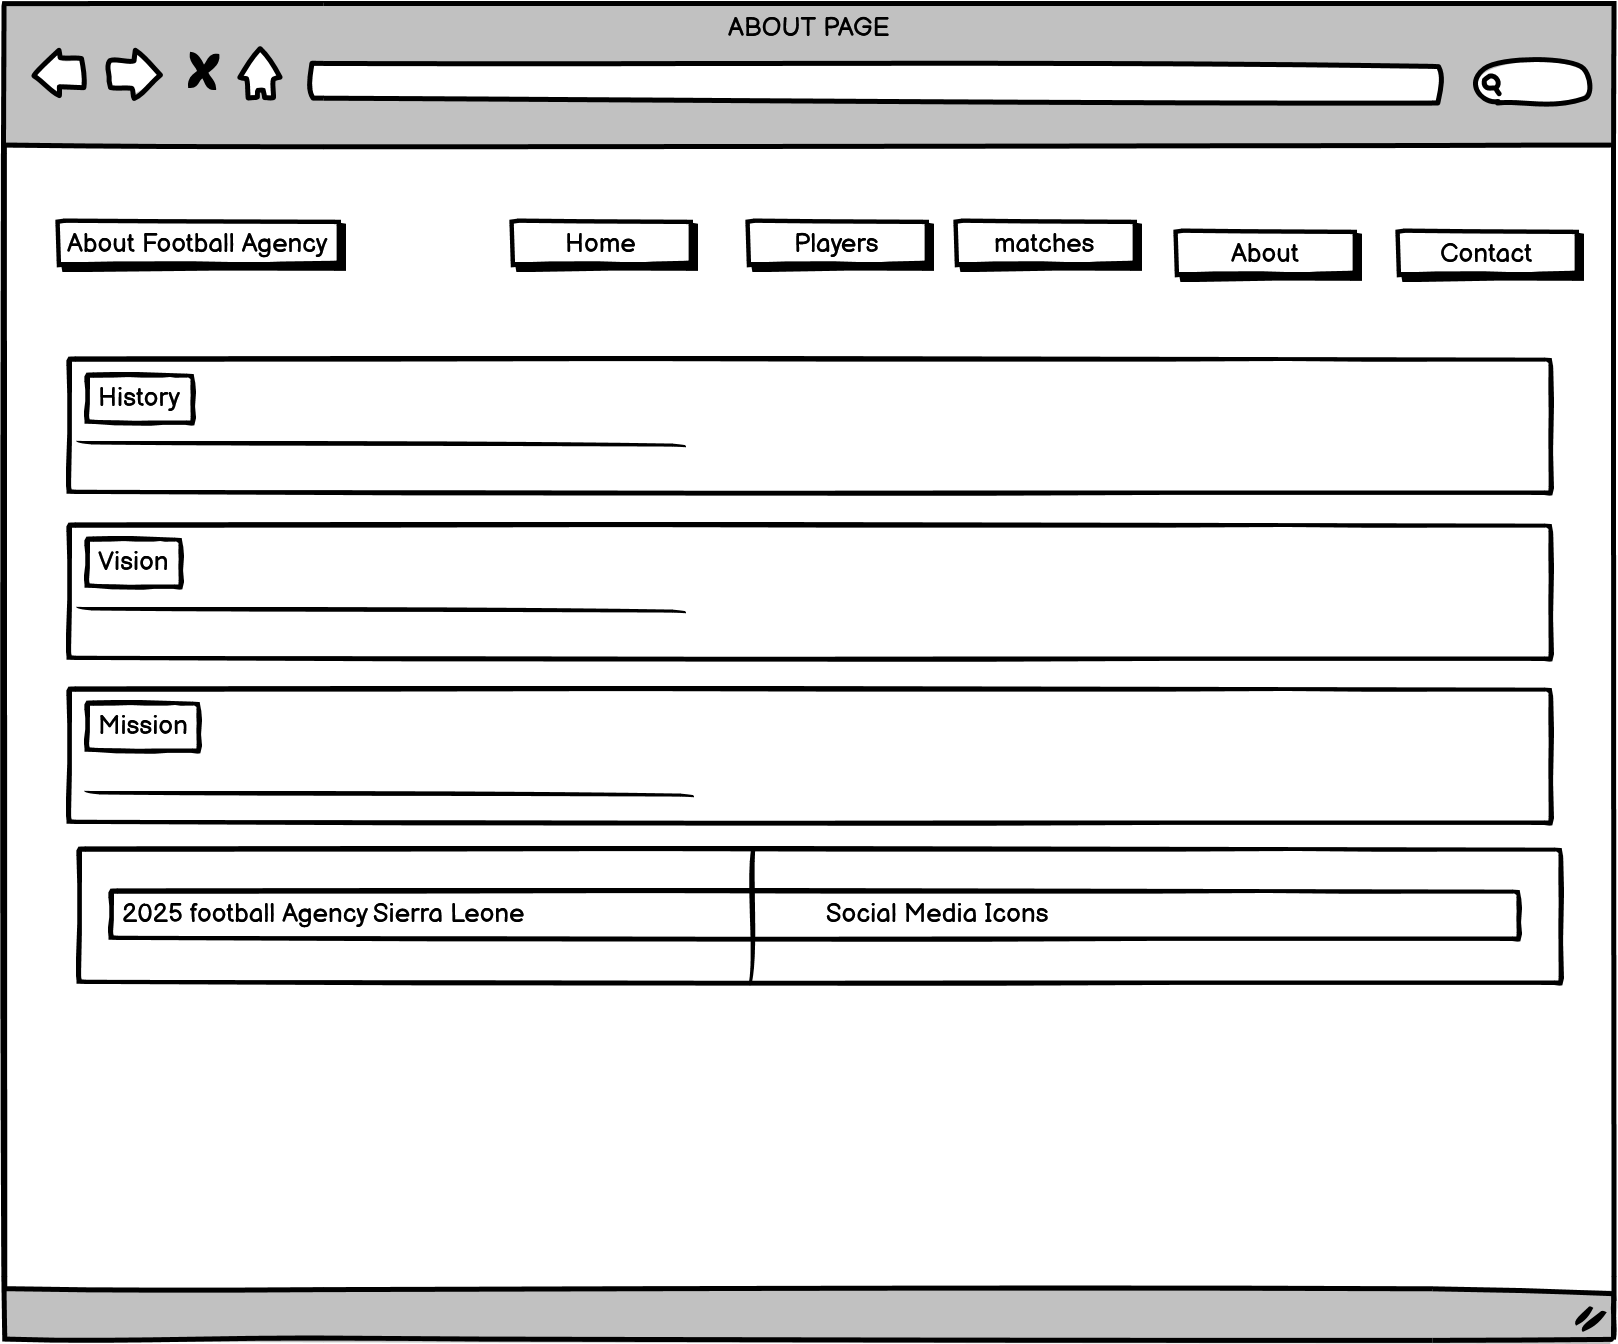 ABOUT PAGE
About Football Agency
Home
Players
matches
About
Contact
History
Vision
Mission
2025 football Agency Sierra Leone
Social Media Icons